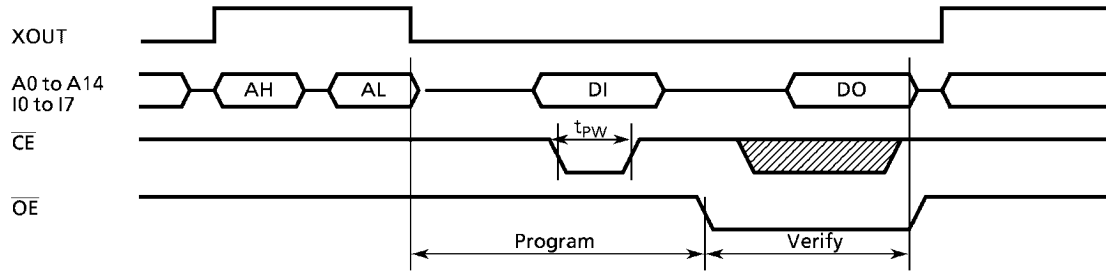 XOUT
A0 to A14
I0 to I7
AH AL DI DO
CE
tPW
OE
Program Verify